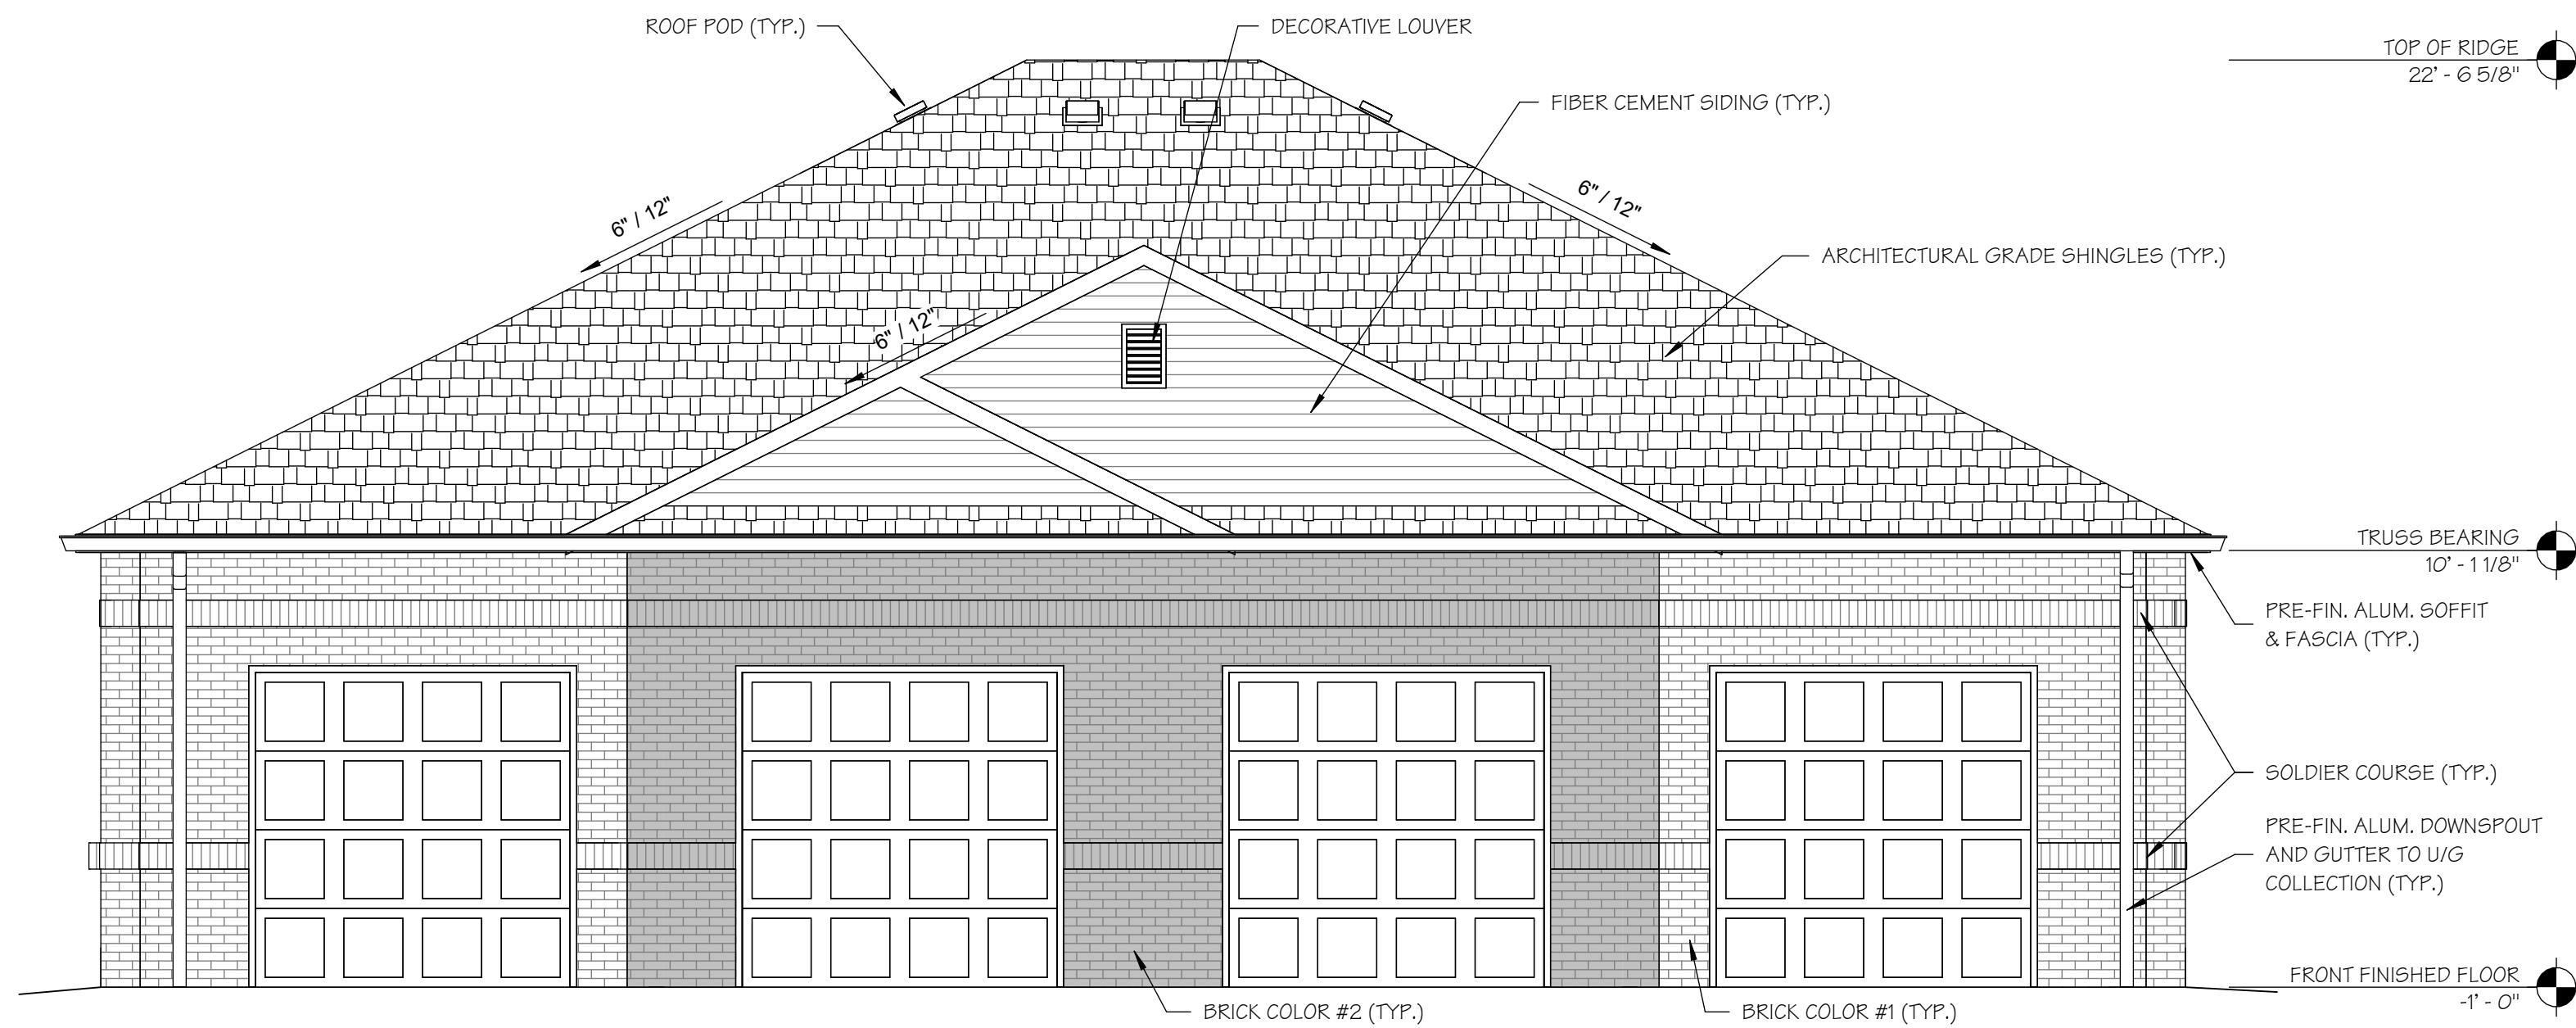 ROOF POD (TYP.)
DECORATIVE LOUVER
TOP OF RIDGE
22' - 6 5/8"
FIBER CEMENT SIDING (TYP.)
6" / 12"
6" / 12"
ARCHITECTURAL GRADE SHINGLES (TYP.)
6" / 12"
TRUSS BEARING
10' - 1 1/8"
PRE-FIN. ALUM. SOFFIT
& FASCIA (TYP.)
SOLDIER COURSE (TYP.)
PRE-FIN. ALUM. DOWNSPOUT
AND GUTTER TO U/G
COLLECTION (TYP.)
FRONT FINISHED FLOOR
-1' - 0"
BRICK COLOR #2 (TYP.)
BRICK COLOR #1 (TYP.)